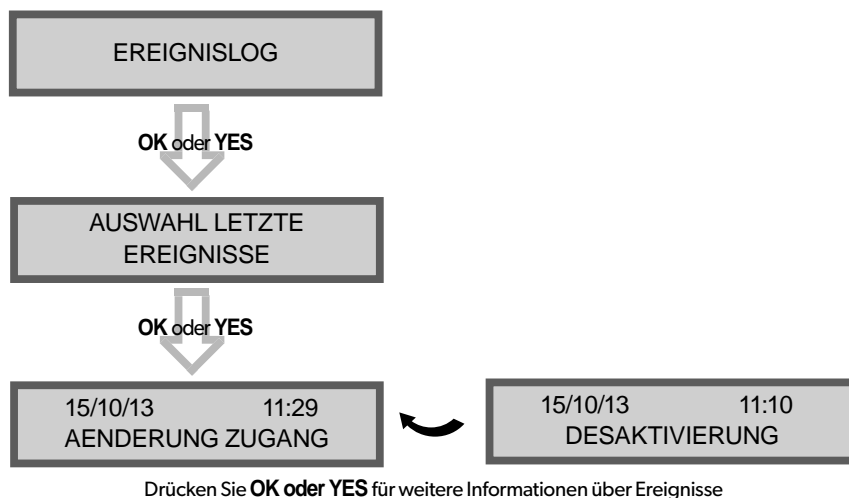 EREIGNISLOG
OK oder YES
AUSWAHL LETZTE
EREIGNISSE
OK oder YES
15/10/13 11:29
AENDERUNG ZUGANG
15/10/13 11:10
DESAKTIVIERUNG
Drücken Sie OK oder YES für weitere Informationen über Ereignisse